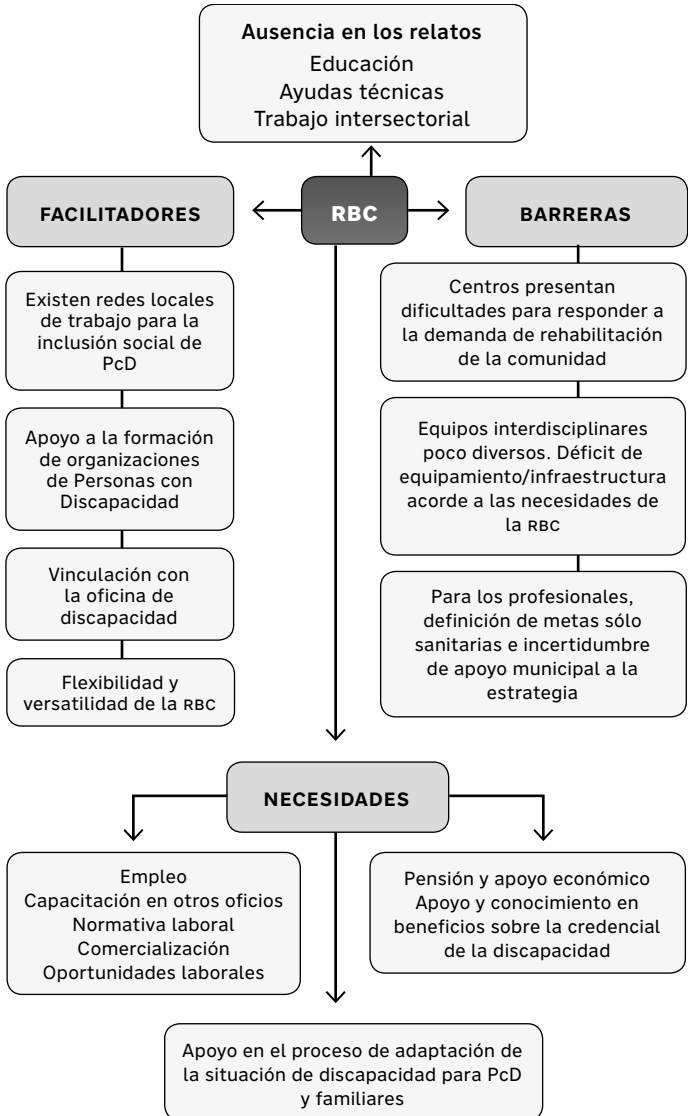 Ausencia en los relatos
Educación
Ayudas técnicas
Trabajo intersectorial
RBC
FACILITADORES
Existen redes locales
de trabajo para la
inclusión social de
PcD
Apoyo a la formación
de organizaciones
de Personas con
Discapacidad
Vinculación con
la oficina de
discapacidad
Flexibilidad y
versatilidad de la RBC
BARRERAS
Centros presentan
dificultades para responder a
la demanda de rehabilitación
de la comunidad
Equipos interdisciplinares
poco diversos. Déficit de
equipamiento/infraestructura
acorde a las necesidades de
la RBC
Para los profesionales,
definición de metas sólo
sanitarias e incertidumbre
de apoyo municipal a la
estrategia
NECESIDADES
Empleo
Capacitación en otros oficios
Normativa laboral
Comercialización
Oportunidades laborales
Pensión y apoyo económico
Apoyo y conocimiento en
beneficios sobre la credencial
de la discapacidad
Apoyo en el proceso de adaptación de
la situación de discapacidad para PcD
y familiares